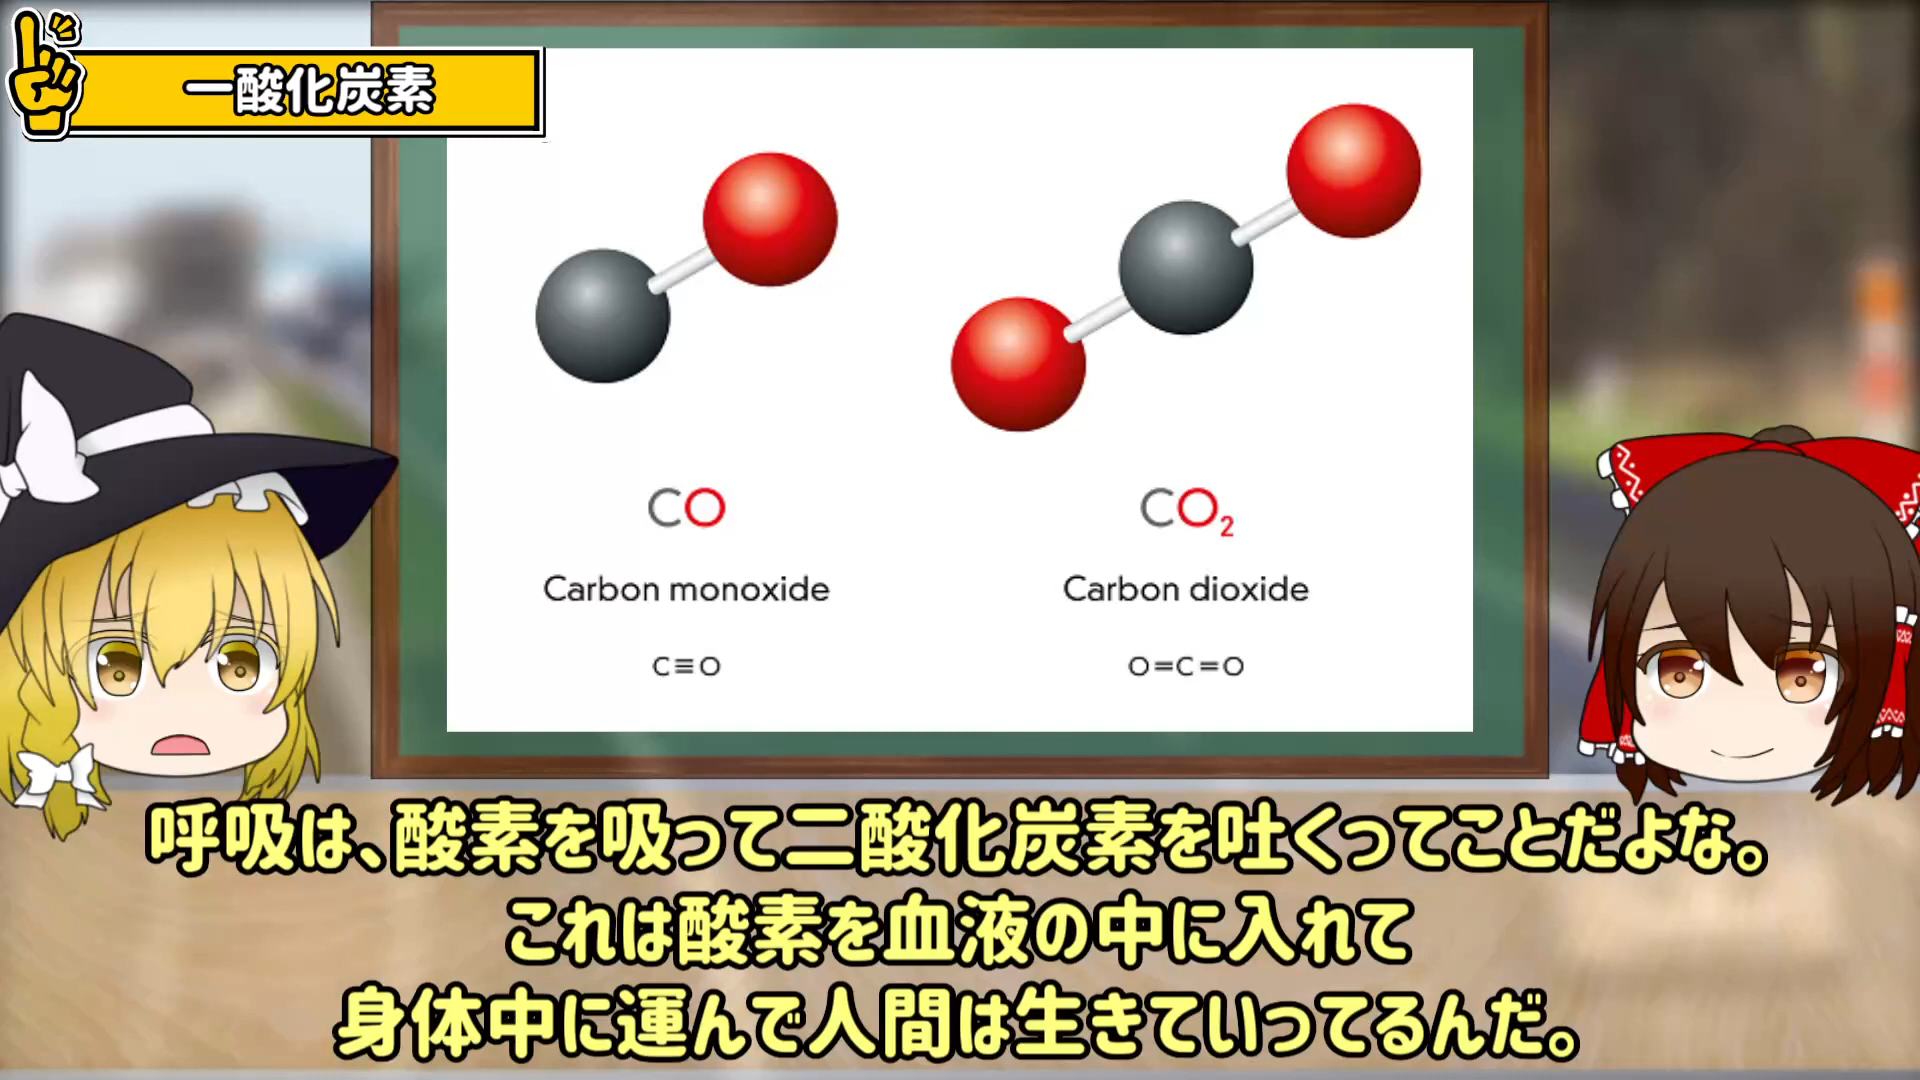 一酸化炭素
CO
CO₂
Carbon monoxide
Carbon dioxide
C≡O
O=C=O
呼吸は、酸素を吸って二酸化炭素を吐くってことだよな。
これは酸素を血液の中に入れて
身体中に運んで人間は生きていってるんだ。